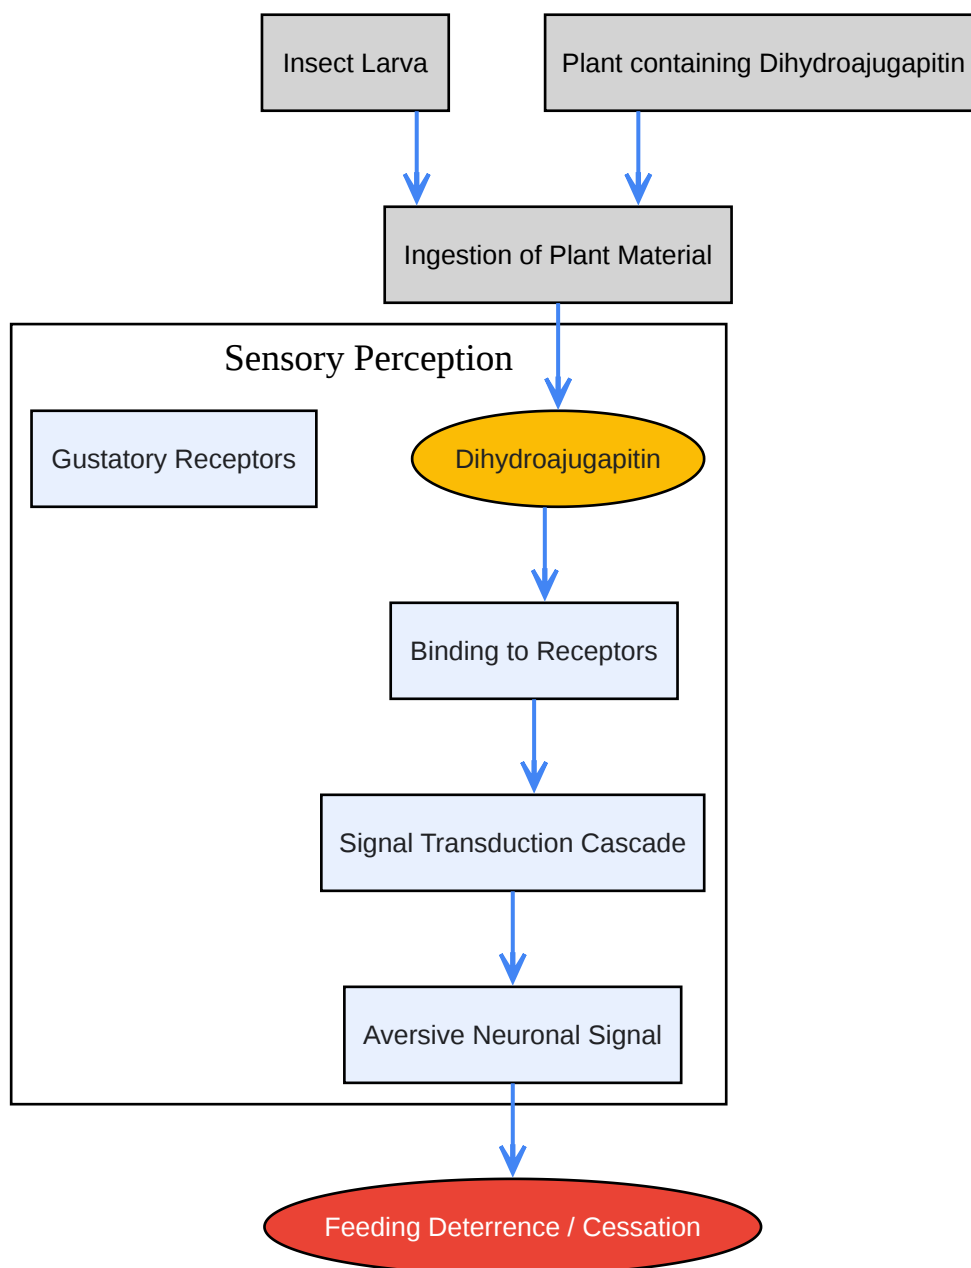 Insect Larva
Plant containing Dihydroajugapitin
Ingestion of Plant Material
Sensory Perception
Gustatory Receptors
Dihydroajugapitin
Binding to Receptors
Signal Transduction Cascade
Aversive Neuronal Signal
Feeding Deterrence / Cessation